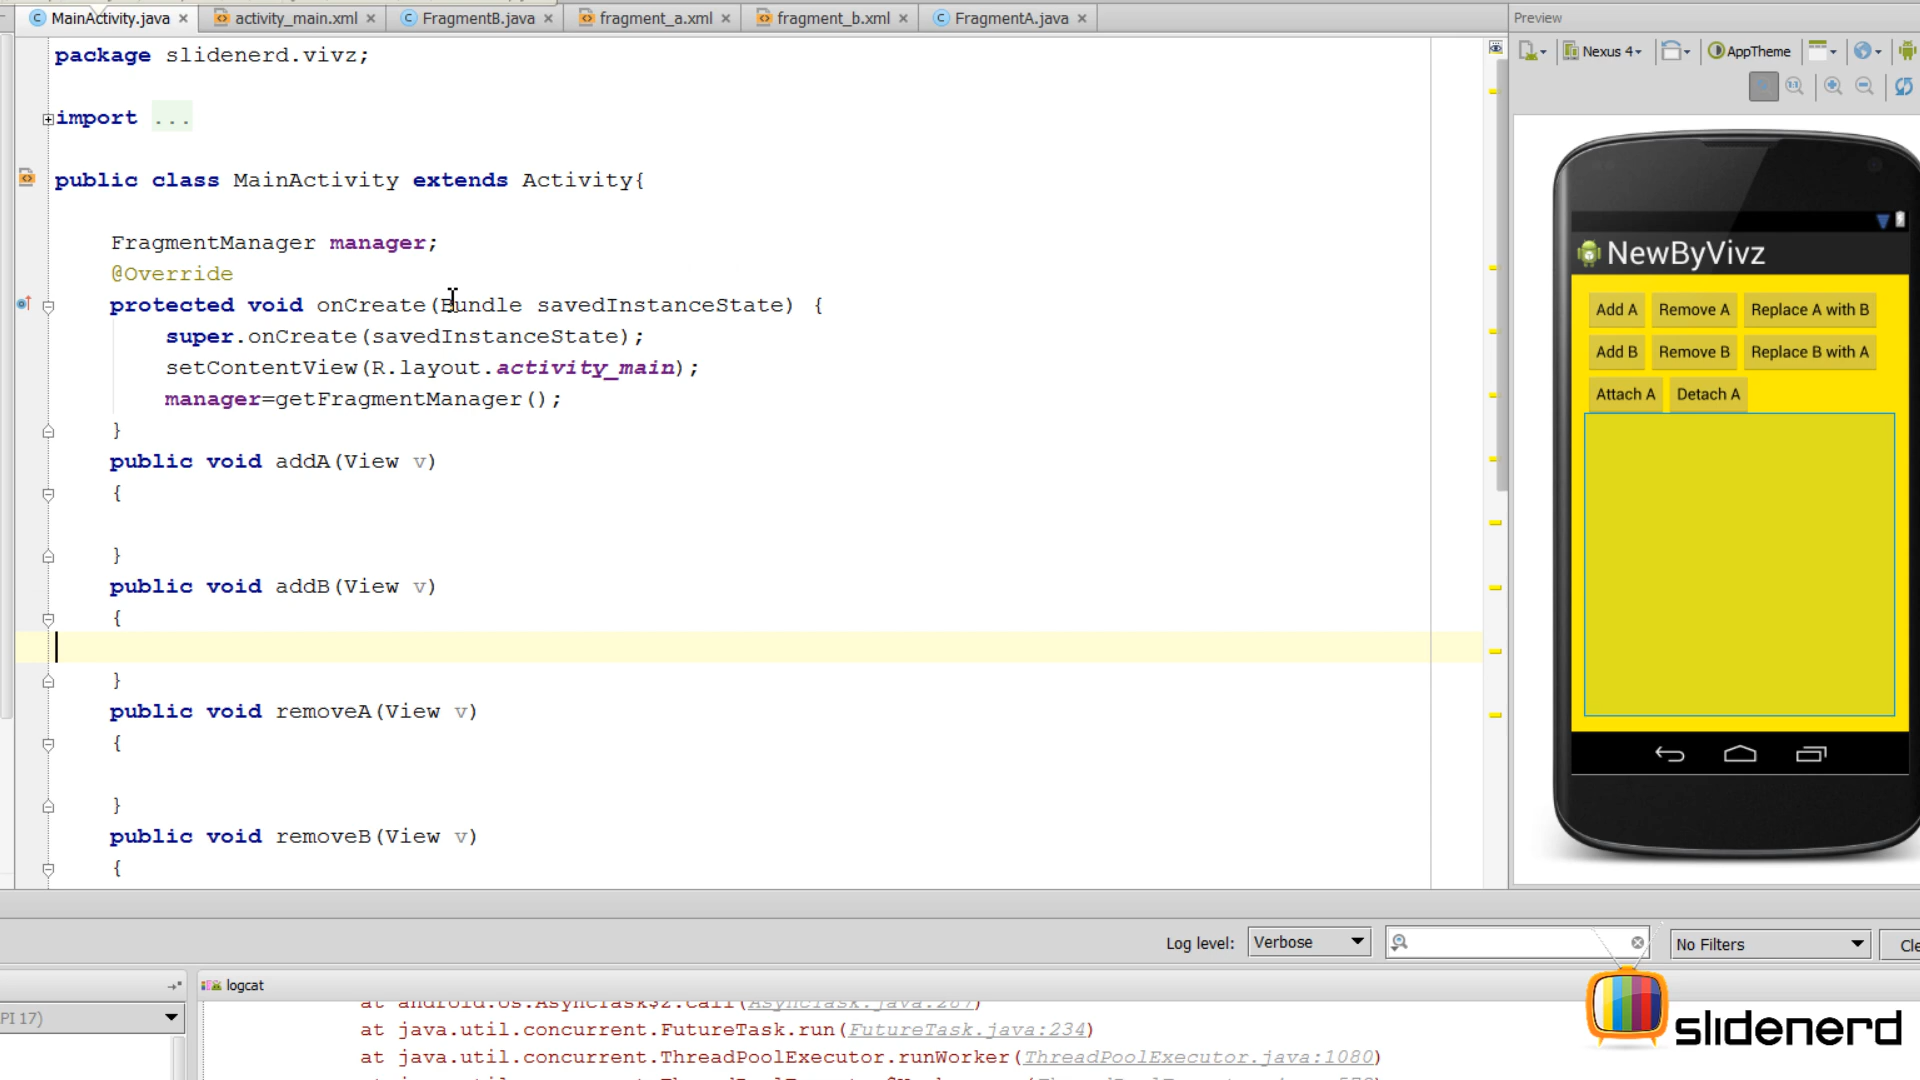 MainActivity.java
activity_main.xml
FragmentB.java
fragment_a.xml
fragment_b.xml
FragmentA.java
package slidenerd.vivz;
import ...
public class MainActivity extends Activity{
FragmentManager manager;
@Override
protected void onCreate(Bundle savedInstanceState) {
super.onCreate(savedInstanceState);
setContentView(R.layout.activity_main);
manager=getFragmentManager();
}
public void addA(View v)
{
}
public void addB(View v)
{
}
public void removeA(View v)
{
}
public void removeB(View v)
{
Preview
Nexus 4
AppTheme
NewByVivz
Add A Remove A Replace A with B
Add B Remove B Replace B with A
Attach A Detach A
Log level: Verbose
No Filters
Cle
logcat
PI 17)
at android.os.AsyncTask$2.call(AsyncTask.java:287)
at java.util.concurrent.FutureTask.run(FutureTask.java:234)
at java.util.concurrent.ThreadPoolExecutor.runWorker(ThreadPoolExecutor.java:1080)
slidenerd